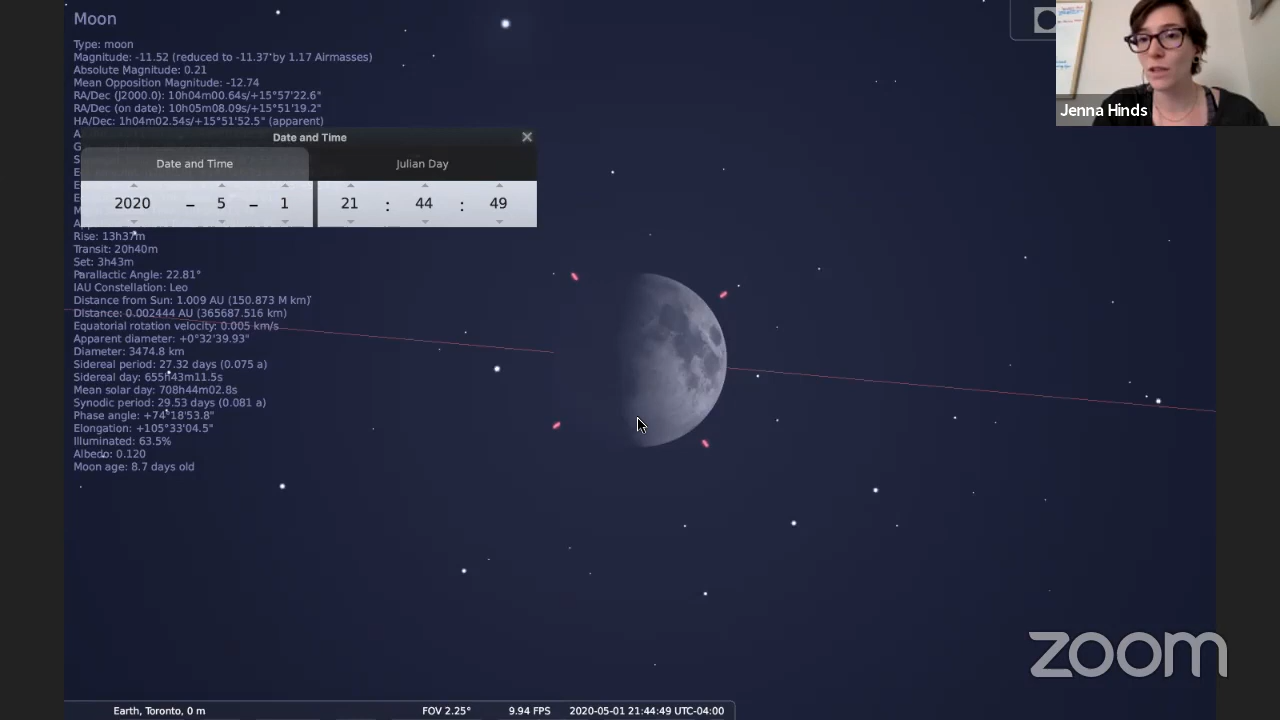 Moon
Type: moon
Magnitude: -11.52 (reduced to -11.37 by 1.17 Airmasses)
Absolute Magnitude: 0.21
Mean Opposition Magnitude: -12.74
RA/Dec (J2000.0): 10h04m00.64s/+15°57'22.6"
RA/Dec (on date): 10h05m08.09s/+15°51'19.2"
HA/Dec: 1h04m02.54s/+15°51'52.5" (apparent)
Date and Time
Date and Time
Julian Day
2020 - 5 - 1
21 : 44 : 49
Rise: 13h37m
Transit: 20h40m
Set: 3h43m
Parallactic Angle: 22.81°
IAU Constellation: Leo
Distance from Sun: 1.009 AU (150.873 M km)
Distance: 0.002444 AU (365687.516 km)
Equatorial rotation velocity: 0.005 km/s
Apparent diameter: +0°32'39.93"
Diameter: 3474.8 km
Sidereal period: 27.32 days (0.075 a)
Sidereal day: 655h43m11.5s
Mean solar day: 708h44m02.8s
Synodic period: 29.53 days (0.081 a)
Phase angle: +74°18'53.8"
Elongation: +105°33'04.5"
Illuminated: 63.5%
Albedo: 0.120
Moon age: 8.7 days old
Jenna Hinds
zoom
Earth, Toronto, 0 m
FOV 2.25°
9.94 FPS
2020-05-01 21:44:49 UTC-04:00